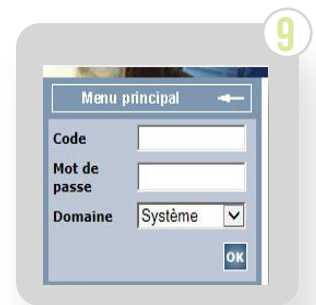 9
Menu principal
Code
Mot de
passe
Domaine
Système
OK